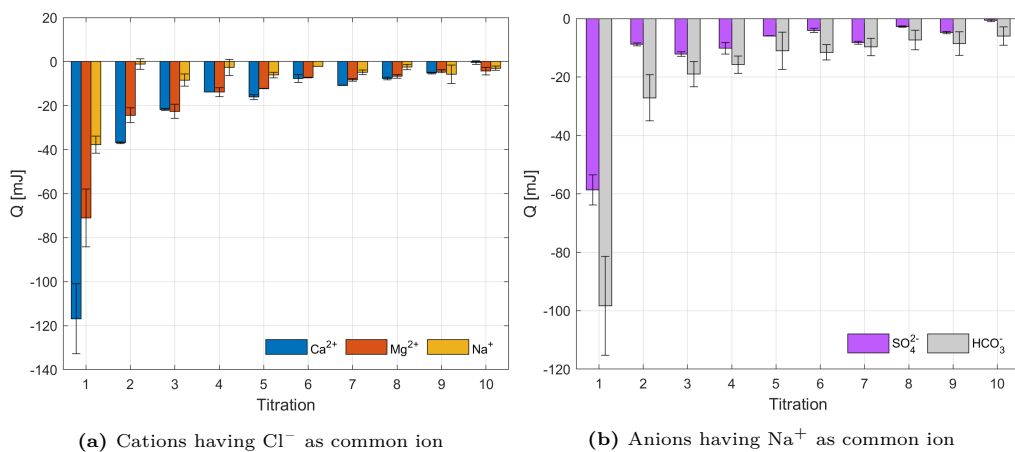 0
-20
-40
-60
-80
-100
-120
-140
Q [mJ]
1 2 3 4 5 6 7 8 9 10
Titration
Ca²⁺ Mg²⁺ Na⁺
(a) Cations having Cl⁻ as common ion
0
-20
-40
-60
-80
-100
-120
Q [mJ]
1 2 3 4 5 6 7 8 9 10
Titration
SO₄²⁻ HCO₃⁻
(b) Anions having Na⁺ as common ion